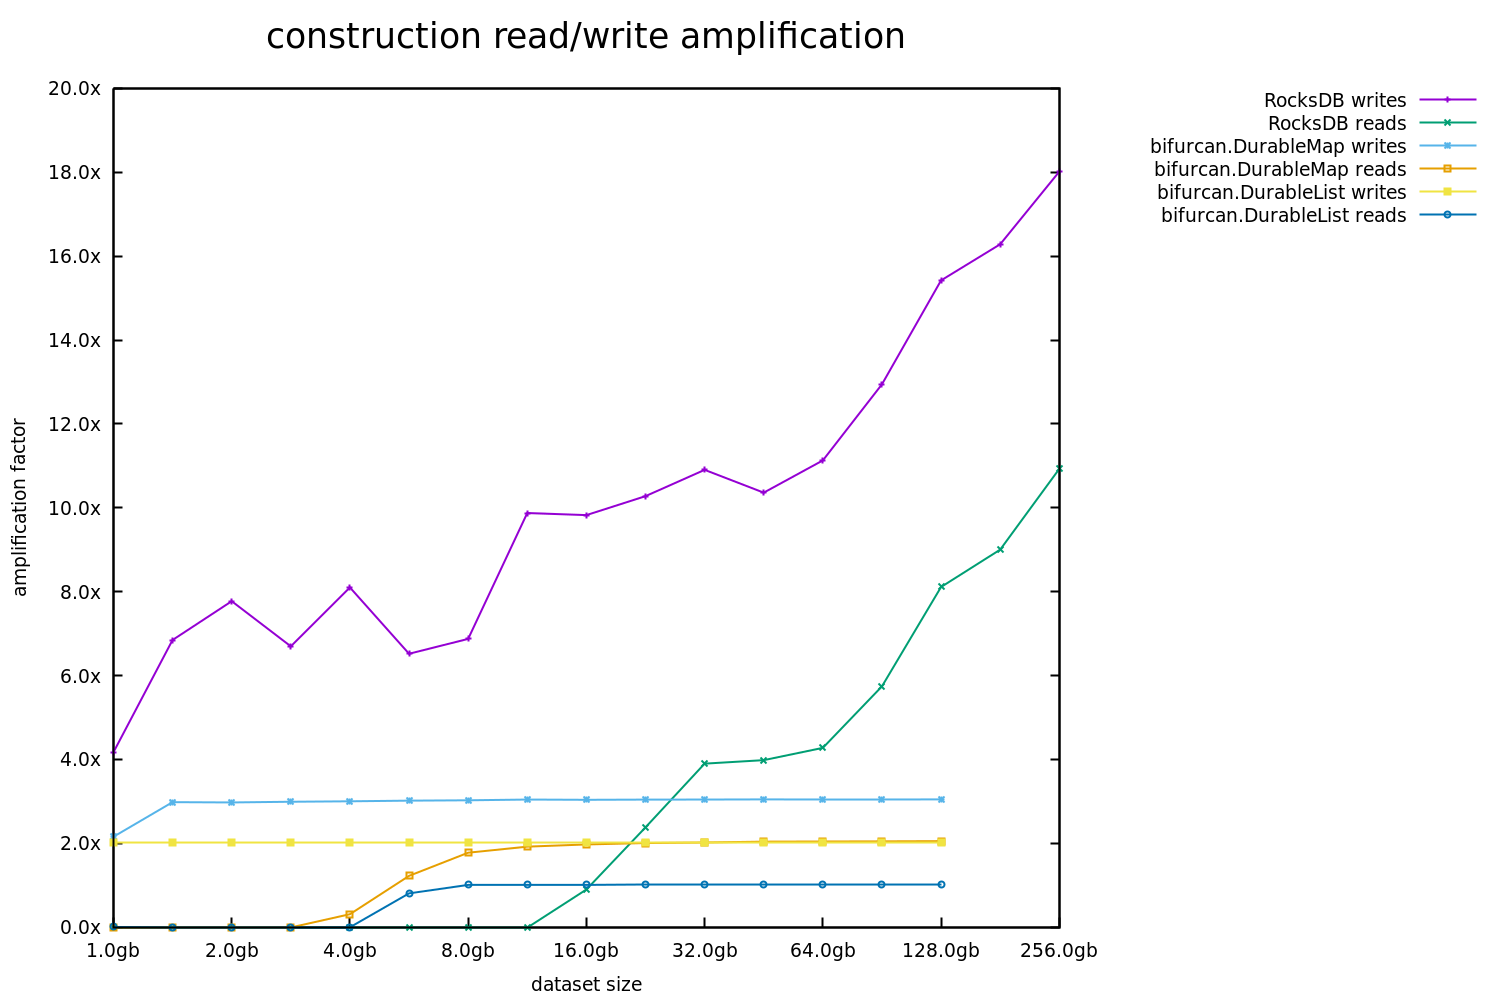 construction read/write amplification
20.0x
18.0x
16.0x
14.0x
12.0x
10.0x
8.0x
6.0x
4.0x
2.0x
0.0x
amplification factor
1.0gb 2.0gb 4.0gb 8.0gb 16.0gb 32.0gb 64.0gb 128.0gb 256.0gb
dataset size
RocksDB writes
RocksDB reads
bifurcan.DurableMap writes
bifurcan.DurableMap reads
bifurcan.DurableList writes
bifurcan.DurableList reads